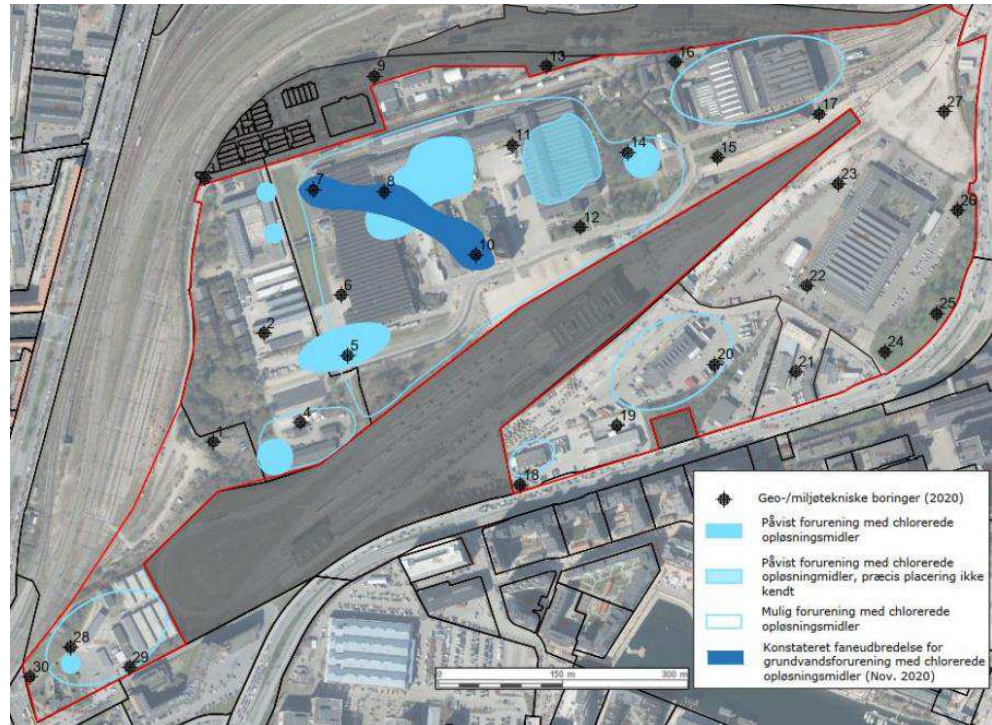 13
16
9
27
17
11
14
15
7
8
23
26
12
10
6
22
25
2
5
24
20
21
4
19
1
18
Geo-/miljøtekniske boringer (2020)
Påvist forurening med chlorerede
opløsningsmidler
Påvist forurening med chlorerede
opløsningmidler, præcis placering ikke
kendt
Mulig forurening med chlorerede
opløsningsmidler
Konstateret faneudbredelse for
grundvandsforurening med chlorerede
opløsningsmidler (Nov. 2020)
28
29
30
0
150 m
300 m